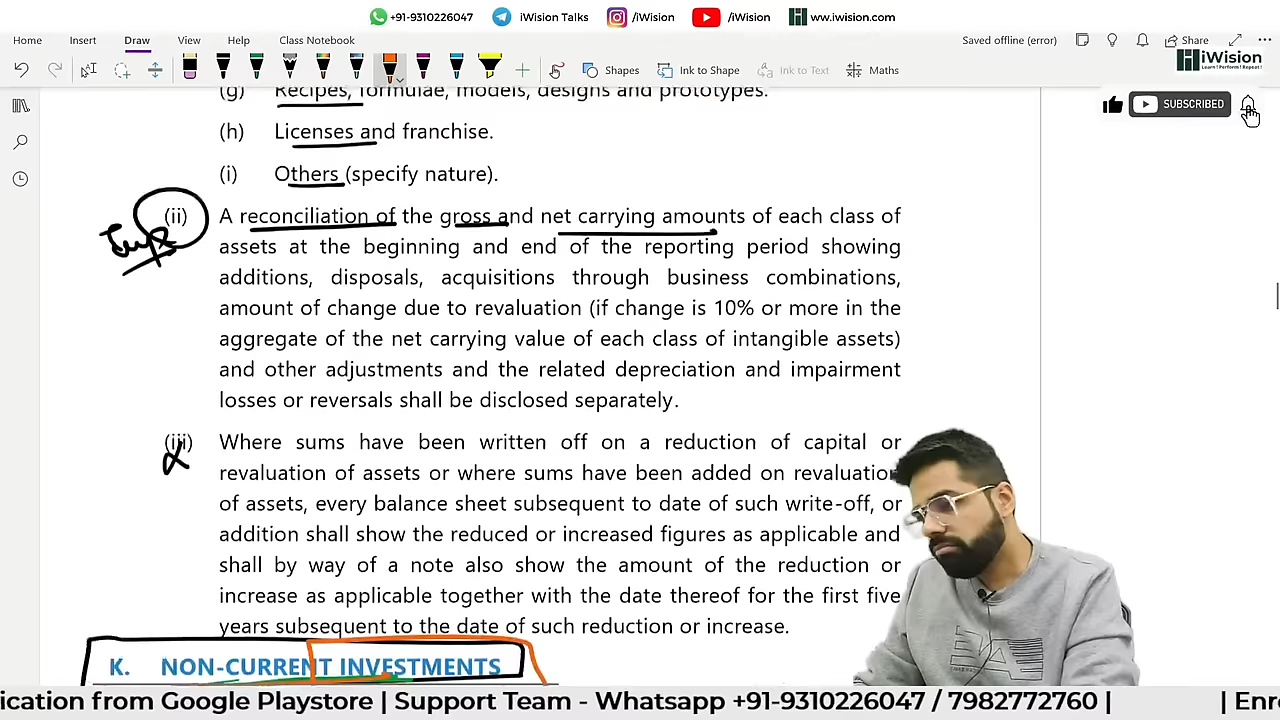 +91-9310226047 iWision Talks /iWision /iWision ww.iwision.com
Home Insert Draw View Help Class Notebook Saved offline (error) Share
Shapes Ink to Shape Ink to Text Maths
iWision
Learn ! Perform ! Repeat !
SUBSCRIBED
(g) Recipes, formulae, models, designs and prototypes.
(h) Licenses and franchise.
(i) Others (specify nature).
(ii) A reconciliation of the gross and net carrying amounts of each class of
Imp
assets at the beginning and end of the reporting period showing
additions, disposals, acquisitions through business combinations,
amount of change due to revaluation (if change is 10% or more in the
aggregate of the net carrying value of each class of intangible assets)
and other adjustments and the related depreciation and impairment
losses or reversals shall be disclosed separately.
(iii) Where sums have been written off on a reduction of capital or
revaluation of assets or where sums have been added on revaluation
of assets, every balance sheet subsequent to date of such write-off, or
addition shall show the reduced or increased figures as applicable and
shall by way of a note also show the amount of the reduction or
increase as applicable together with the date thereof for the first five
years subsequent to the date of such reduction or increase.
K. NON-CURRENT INVESTMENTS
ication from Google Playstore | Support Team - Whatsapp +91-9310226047 / 7982772760 | | Enr